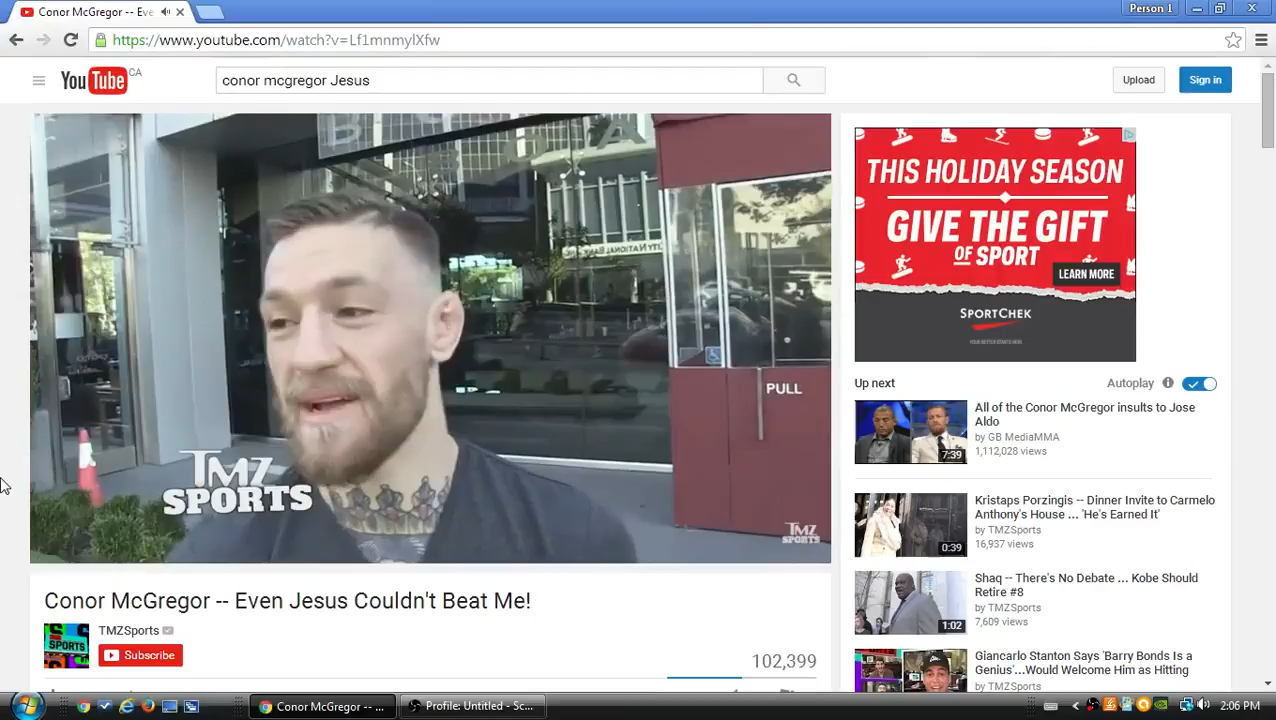 Conor McGregor -- Eve
Person 1
https://www.youtube.com/watch?v=Lf1mnmylXfw
YouTube CA
conor mcgregor Jesus
Upload
Sign in
PULL
TMZ
SPORTS
TMZ
SPORTS
THIS HOLIDAY SEASON
GIVE THE GIFT
OF SPORT
LEARN MORE
SPORTCHEK
Up next
Autoplay
All of the Conor McGregor insults to Jose
Aldo
by GB MediaMMA
1,112,028 views
7:39
Kristaps Porzingis -- Dinner Invite to Carmelo
Anthony's House ... 'He's Earned It'
by TMZSports
16,937 views
0:39
Shaq -- There's No Debate ... Kobe Should
Retire #8
by TMZSports
7,609 views
1:02
Giancarlo Stanton Says 'Barry Bonds Is a
Genius'...Would Welcome Him as Hitting
by TMZSports
Conor McGregor -- Even Jesus Couldn't Beat Me!
SPORTS
TMZSports
Subscribe
102,399
Conor McGregor -- ...
Profile: Untitled - Sc...
2:06 PM